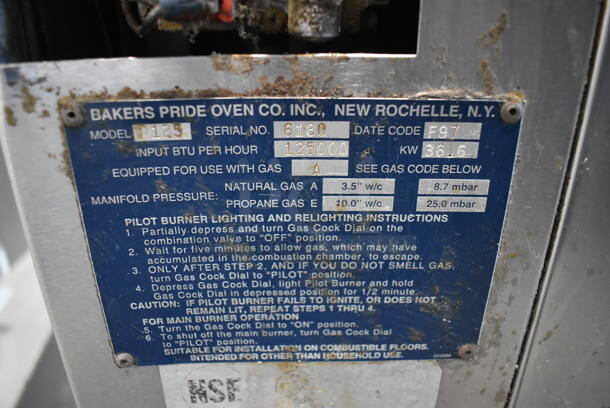 BAKERS PRIDE OVEN CO. INC., NEW ROCHELLE, N.Y.
MODEL 125 SERIAL NO. 6180 DATE CODE F97
INPUT BTU PER HOUR 125000 KW 36.6
EQUIPPED FOR USE WITH GAS A SEE GAS CODE BELOW
MANIFOLD PRESSURE: NATURAL GAS A 3.5" w/c 8.7 mbar
PROPANE GAS E 10.0" w/c 25.0 mbar
PILOT BURNER LIGHTING AND RELIGHTING INSTRUCTIONS
1. Partially depress and turn Gas Cock Dial on the
combination valve to "OFF" position.
2. Wait for five minutes to allow gas, which may have
accumulated in the combustion chamber, to escape.
3. ONLY AFTER STEP 2, AND IF YOU DO NOT SMELL GAS,
turn Gas Cock Dial to "PILOT" position.
4. Depress Gas Cock Dial, light Pilot Burner and hold
Gas Cock Dial in depressed position for 1/2 minute.
CAUTION: IF PILOT BURNER FAILS TO IGNITE, OR DOES NOT
REMAIN LIT, REPEAT STEPS 1 THRU 4.
FOR MAIN BURNER OPERATION
5. Turn the Gas Cock Dial to "ON" position.
6. To shut off the main burner, turn Gas Cock Dial
to "PILOT" position.
SUITABLE FOR INSTALLATION ON COMBUSTIBLE FLOORS.
INTENDED FOR OTHER THAN HOUSEHOLD USE.
NSF